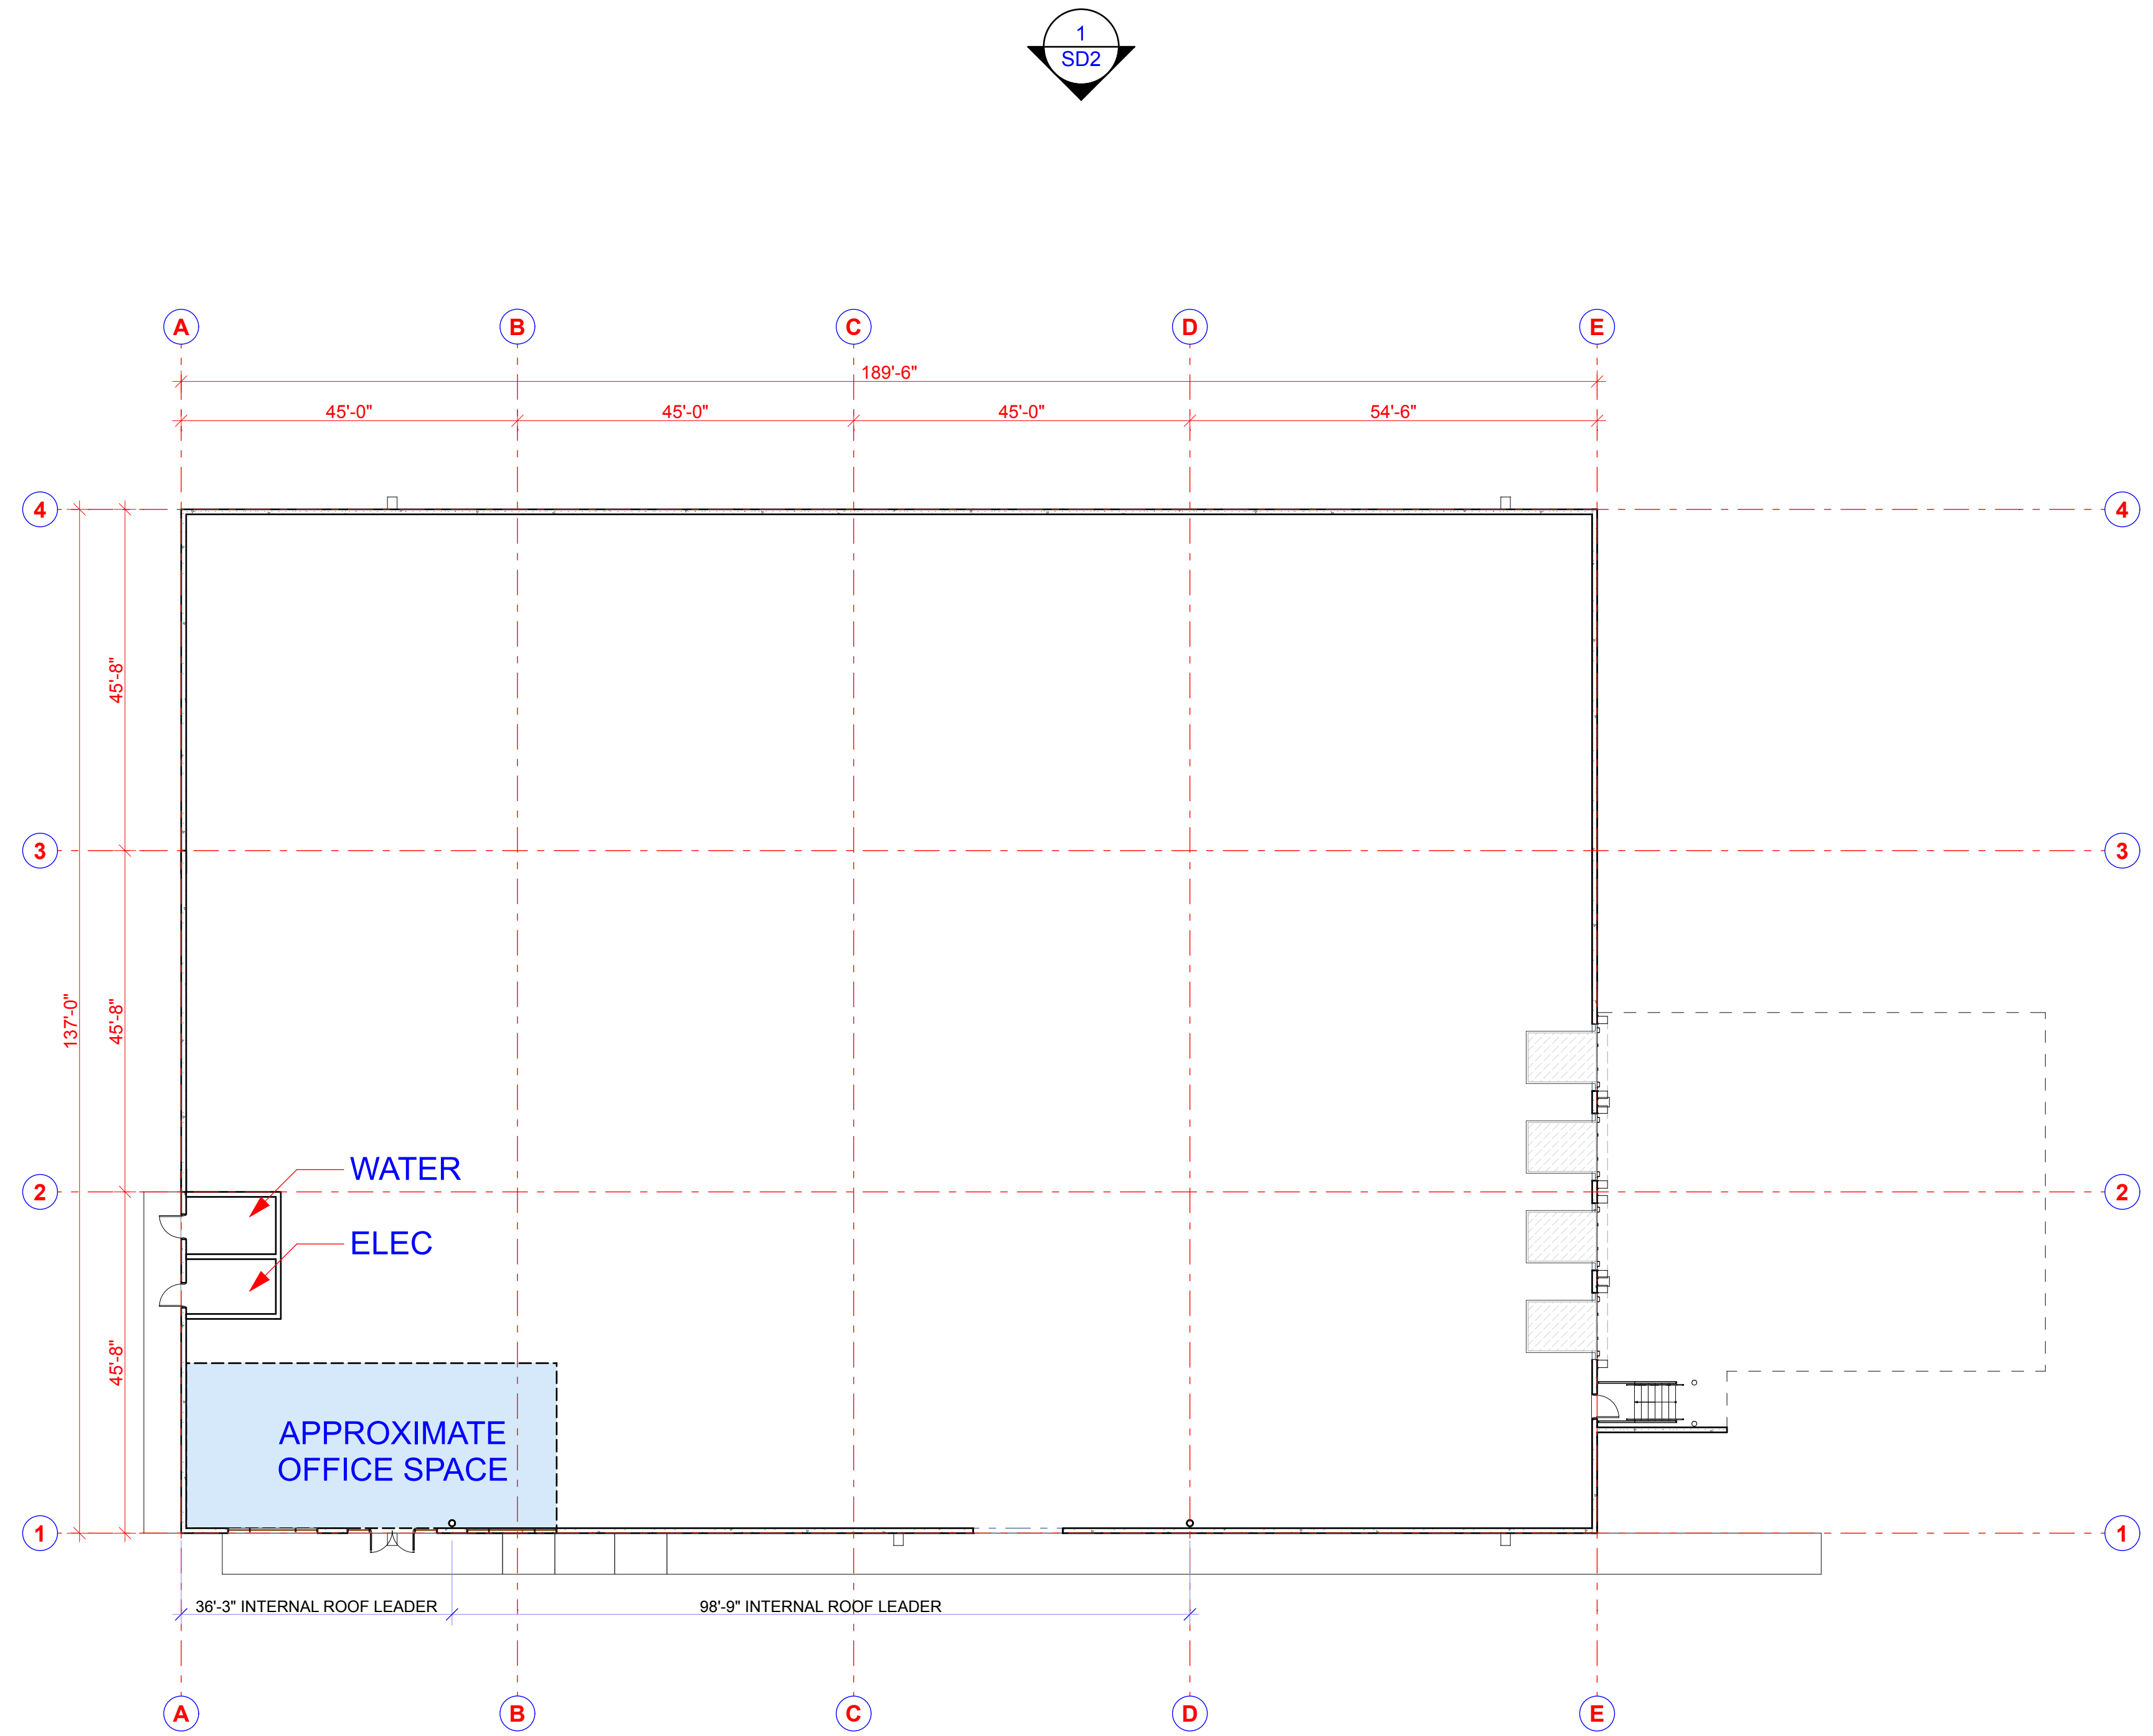 1
SD2
A B C D E
189'-6"
45'-0" 45'-0" 45'-0" 54'-6"
4 4
45'-8"
3 3
137'-0" 45'-8"
WATER
2 2
ELEC
45'-8"
APPROXIMATE
OFFICE SPACE
1 1
36'-3" INTERNAL ROOF LEADER 98'-9" INTERNAL ROOF LEADER
A B C D E